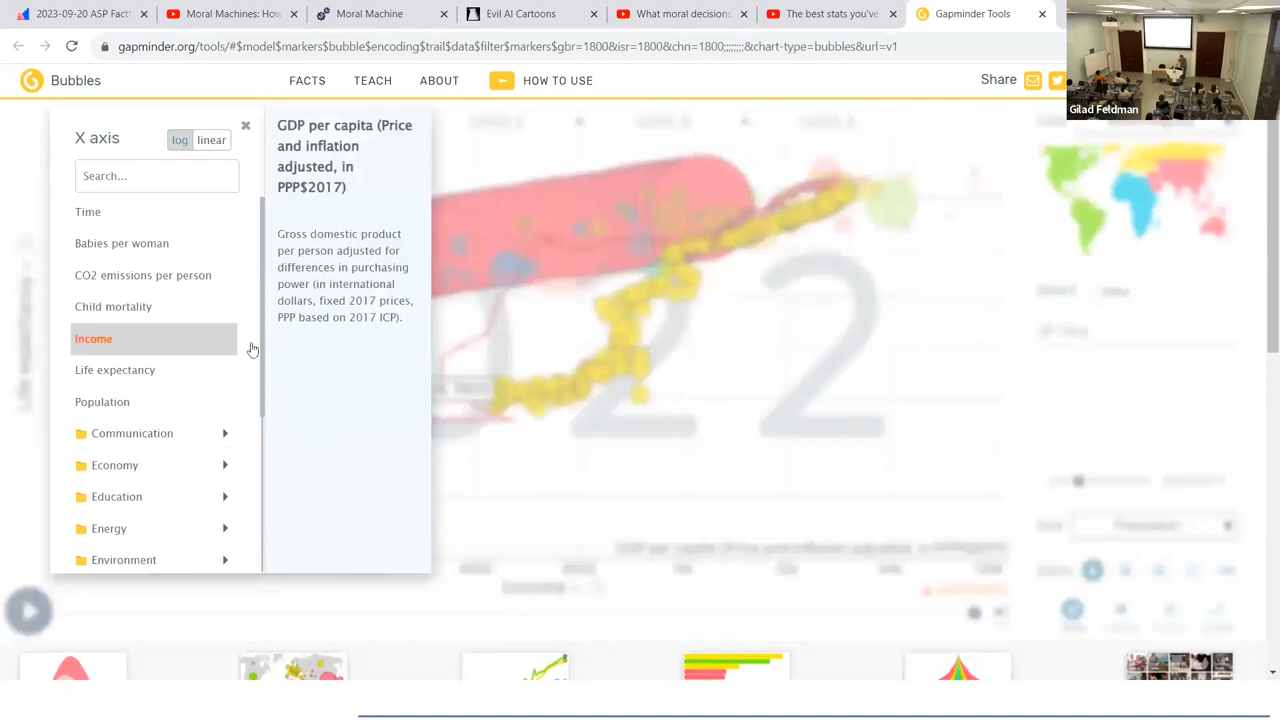 2023-09-20 ASP Fact
Moral Machines: How
Moral Machine
Evil AI Cartoons
What moral decisions
The best stats you've
Gapminder Tools
gapminder.org/tools/#$model$markers$bubble$encoding$trail$data$filter$markers$gbr=1800&isr=1800&chn=1800;;;;;;;;&chart-type=bubbles&url=v1
Bubbles
FACTS
TEACH
ABOUT
HOW TO USE
Share
Gilad Feldman
X axis
log
linear
Search...
Time
Babies per woman
CO2 emissions per person
Child mortality
Income
Life expectancy
Population
Communication
Economy
Education
Energy
Environment
GDP per capita (Price
and inflation
adjusted, in
PPP$2017)
Gross domestic product
per person adjusted for
differences in purchasing
power (in international
dollars, fixed 2017 prices,
PPP based on 2017 ICP).
22